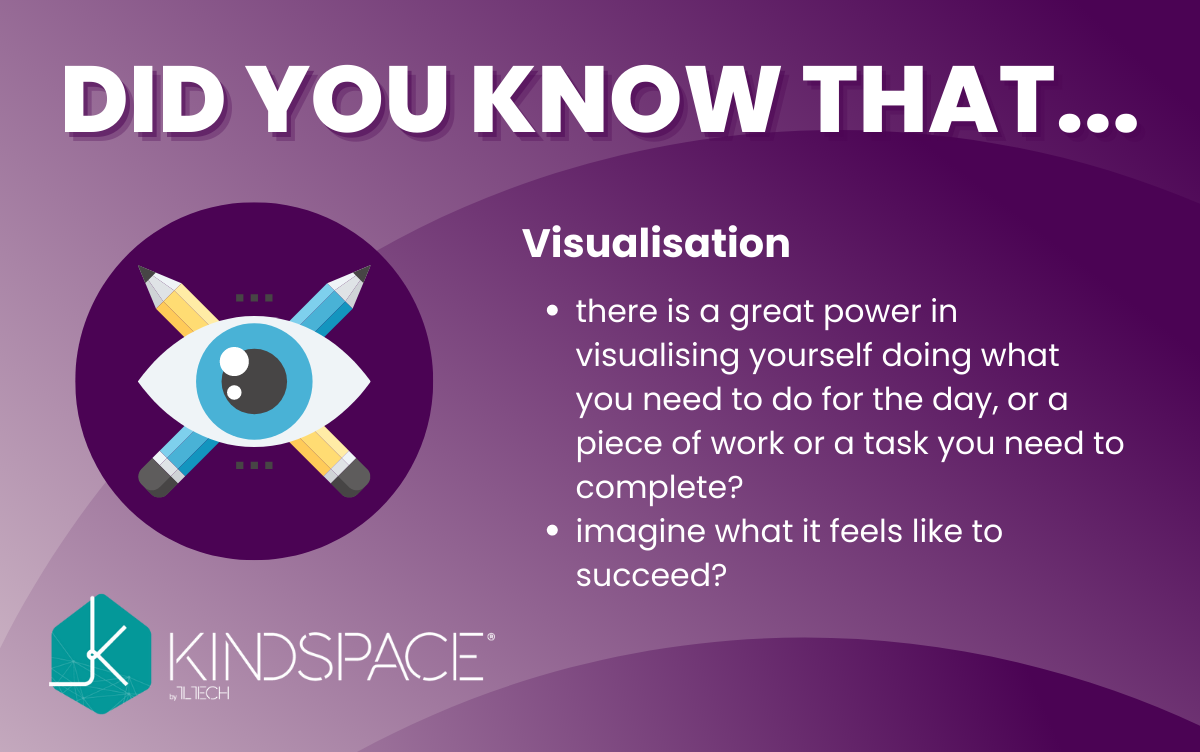 DID YOU KNOW THAT...
Visualisation
• there is a great power in
visualising yourself doing what
you need to do for the day, or a
piece of work or a task you need to
complete?
• imagine what it feels like to
succeed?
KINDSPACE®
by TLTECH